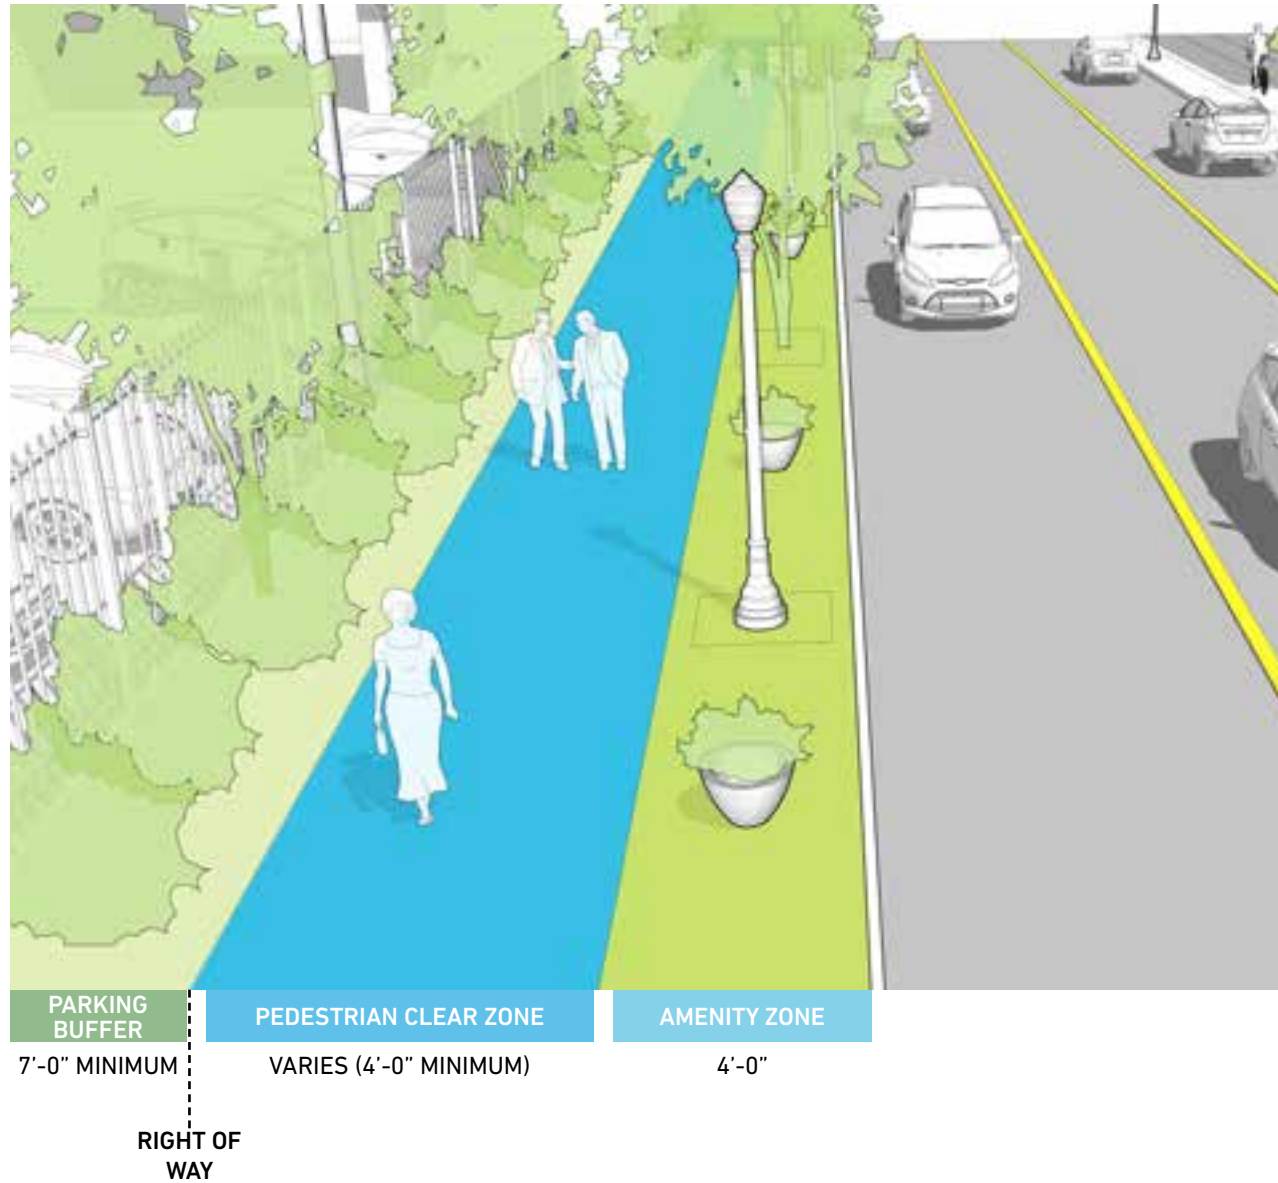 PARKING
BUFFER
PEDESTRIAN CLEAR ZONE
AMENITY ZONE
7’-0” MINIMUM
VARIES (4’-0” MINIMUM)
4’-0”
RIGHT OF
WAY